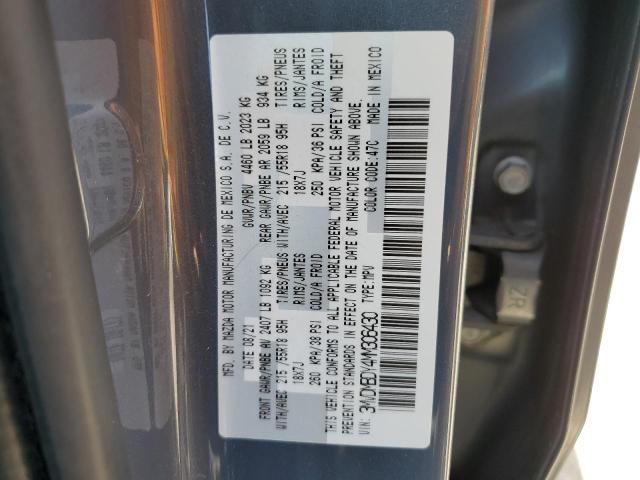 MFD. BY MAZDA MOTOR MANUFACTURING DE MEXICO S.A. DE C.V.
DATE 08/21 GVWR/PNBV 4460 LB 2023 KG
FRONT GAWR/PNBE AV 2407 LB 1092 KG REAR GAWR/PNBE AR 2059 LB 934 KG
WITH/AVEC 215 /55R18 95H TIRES/PNEUS WITH/AVEC 215 /55R18 95H TIRES/PNEUS
18X7J RIMS/JANTES 18X7J RIMS/JANTES
260 KPA/38 PSI COLD/A FROID 250 KPA/36 PSI COLD/A FROID
THIS VEHICLE CONFORMS TO ALL APPLICABLE FEDERAL MOTOR VEHICLE SAFETY AND THEFT
PREVENTION STANDARDS IN EFFECT ON THE DATE OF MANUFACTURE SHOWN ABOVE.
VIN: 3MVDMBDY4NM306430 TYPE: MPV COLOR CODE: 47C MADE IN MEXICO
ZR